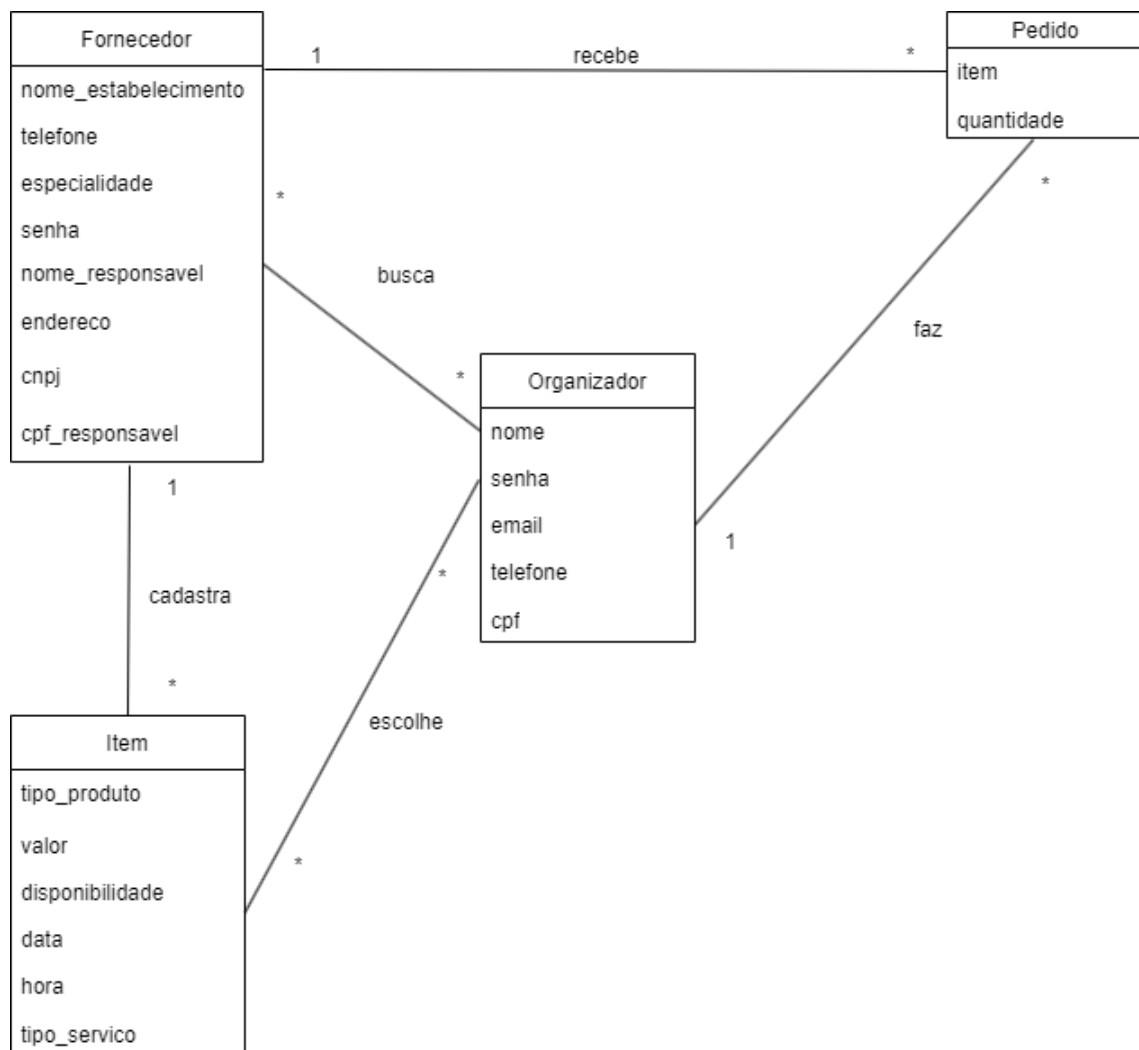 Fornecedor
nome_estabelecimento
telefone
especialidade
senha
nome_responsavel
endereco
cnpj
cpf_responsavel
1
recebe
*
Pedido
item
quantidade
*
busca
*
*
faz
1
Organizador
nome
senha
email
telefone
cpf
1
cadastra
*
*
escolhe
*
Item
tipo_produto
valor
disponibilidade
data
hora
tipo_servico